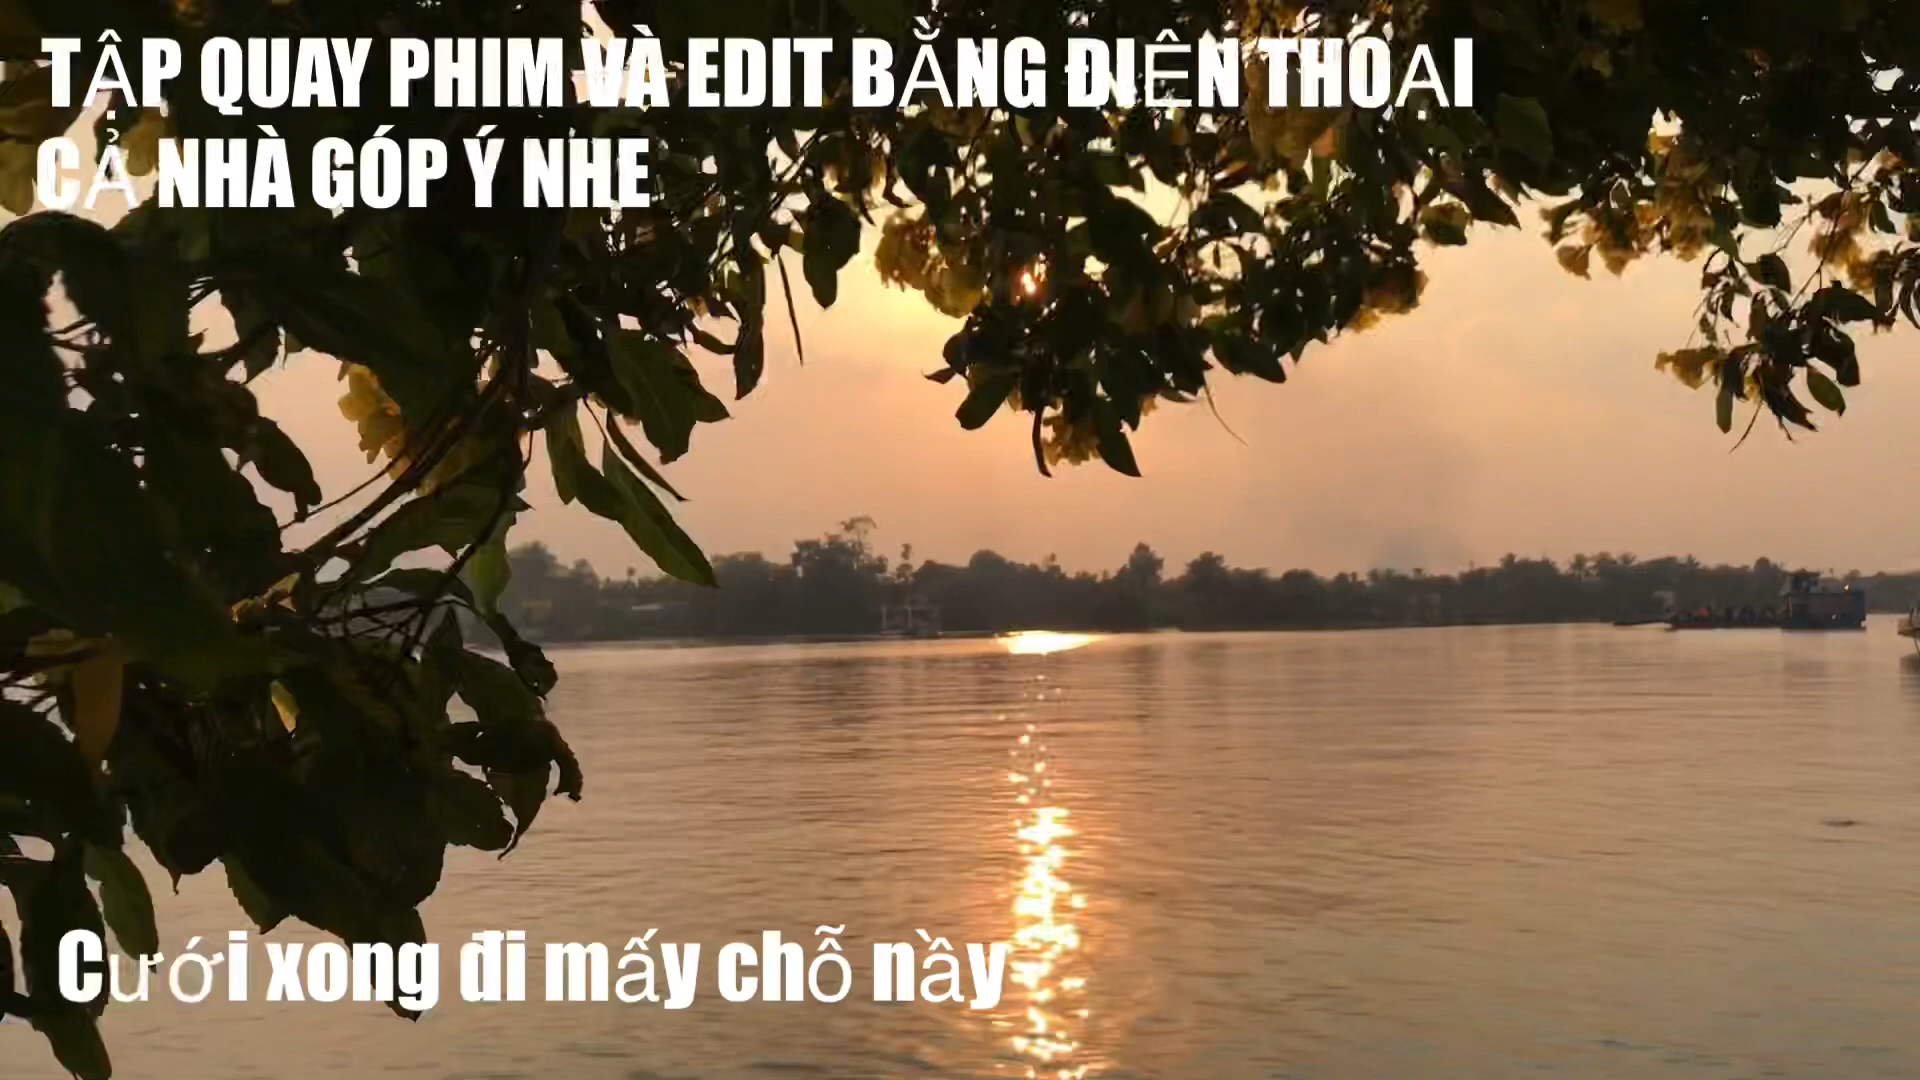 TẬP QUAY PHIM VÀ EDIT BẰNG ĐIỆN THOẠI
CẢ NHÀ GÓP Ý NHE
Cưới xong đi mấy chỗ nầy